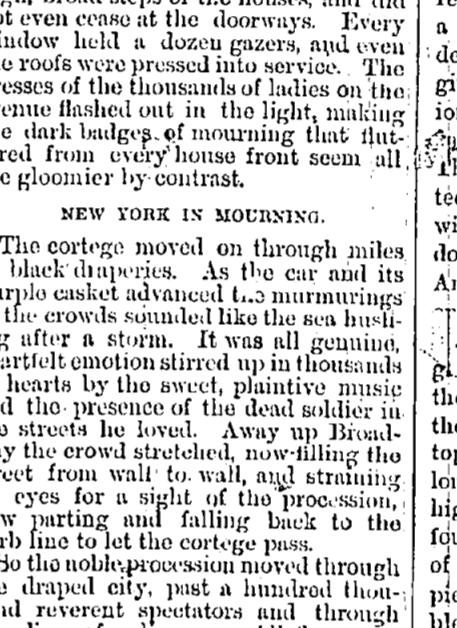 ot even cease at the doorways. Every
indow held a dozen gazers, and even
e roofs were pressed into service. The
esses of the thousands of ladies on the
enue flashed out in the light, making
e dark badges of mourning that flut-
red from every house front seem all
e gloomier by contrast.
NEW YORK IN MOURNING.
The cortege moved on through miles
black draperies. As the car and its
urple casket advanced the murmurings
the crowds sounded like the sea hush-
g after a storm. It was all genuine,
artfelt emotion stirred up in thousands
hearts by the sweet, plaintive music
d the presence of the dead soldier in
e streets he loved. Away up Broad-
y the crowd stretched, now filling the
reet from wall to wall, and straining
eyes for a sight of the procession,
w parting and falling back to the
rb line to let the cortege pass.
So the noble procession moved through
e draped city, past a hundred thou-
nd reverent spectators and through